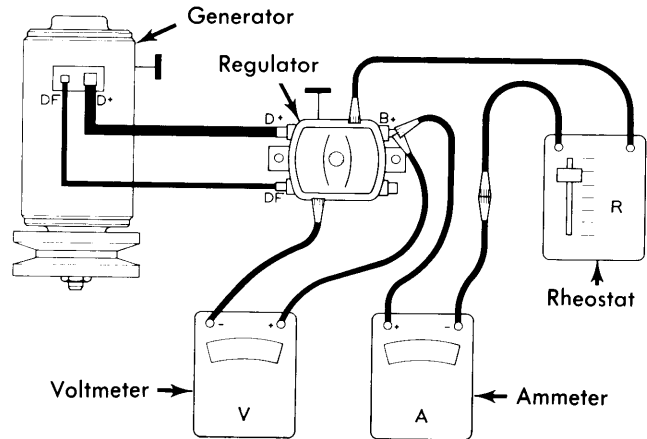 Generator
Regulator
DF
D+
D+
B+
DF
R
Rheostat
- +
+ -
Voltmeter
V
A
Ammeter